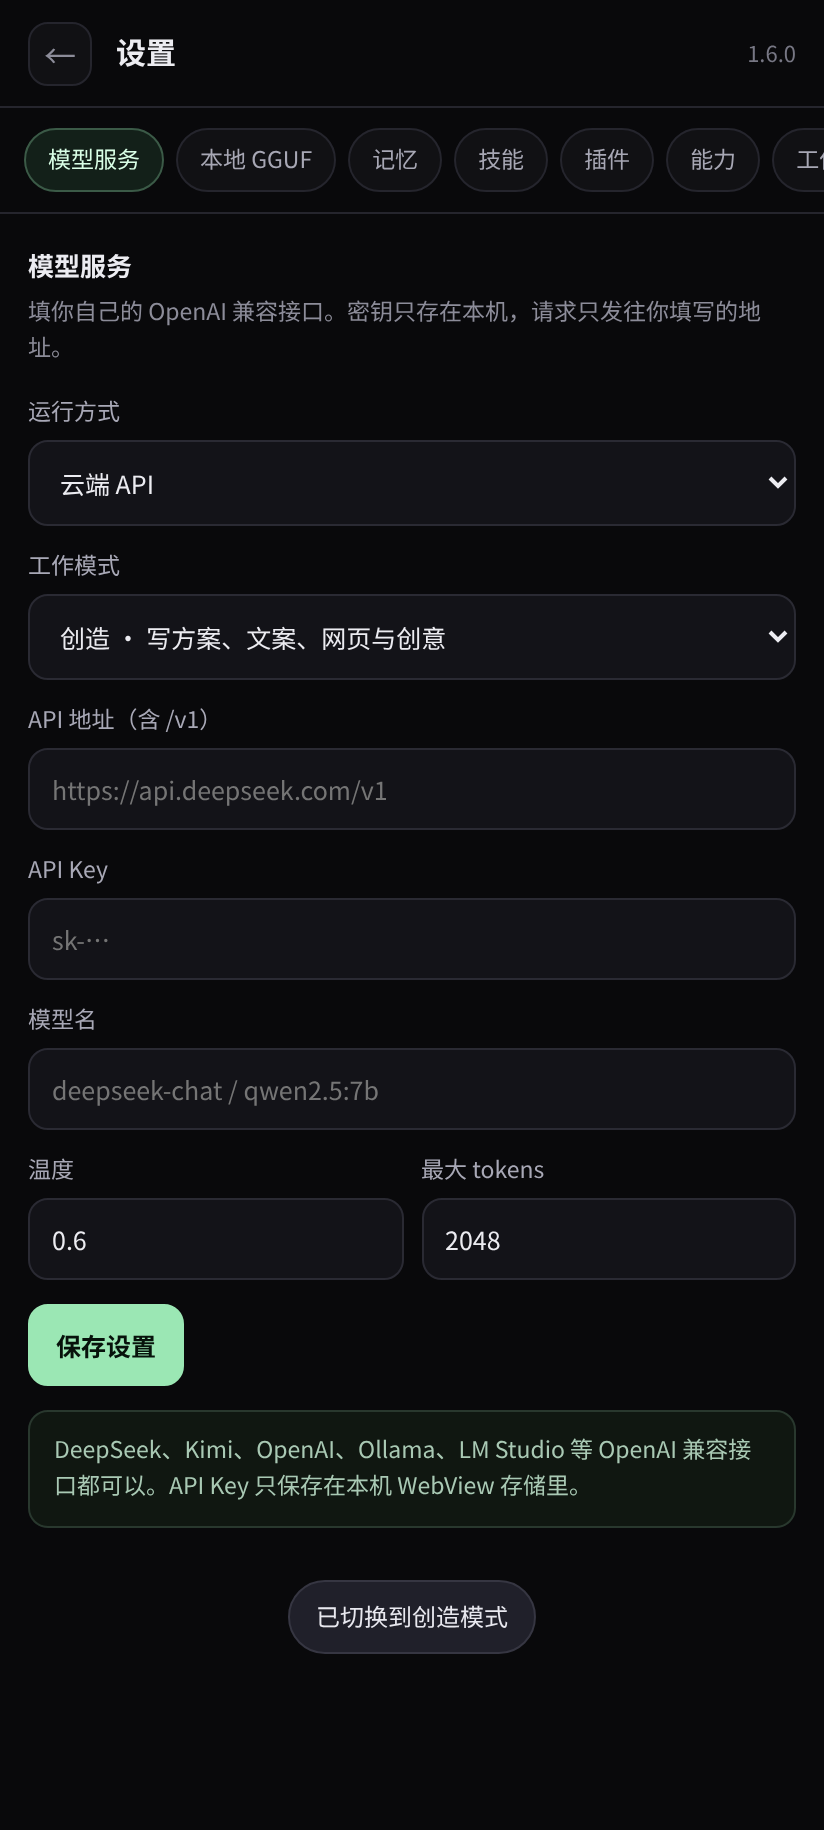 ← 设置 1.6.0
模型服务 本地 GGUF 记忆 技能 插件 能力
模型服务
填你自己的 OpenAI 兼容接口。密钥只存在本机，请求只发往你填写的地
址。
运行方式
云端 API
工作模式
创造 · 写方案、文案、网页与创意
API 地址（含 /v1）
https://api.deepseek.com/v1
API Key
sk-…
模型名
deepseek-chat / qwen2.5:7b
温度 最大 tokens
0.6 2048
保存设置
DeepSeek、Kimi、OpenAI、Ollama、LM Studio 等 OpenAI 兼容接
口都可以。API Key 只保存在本机 WebView 存储里。
已切换到创造模式